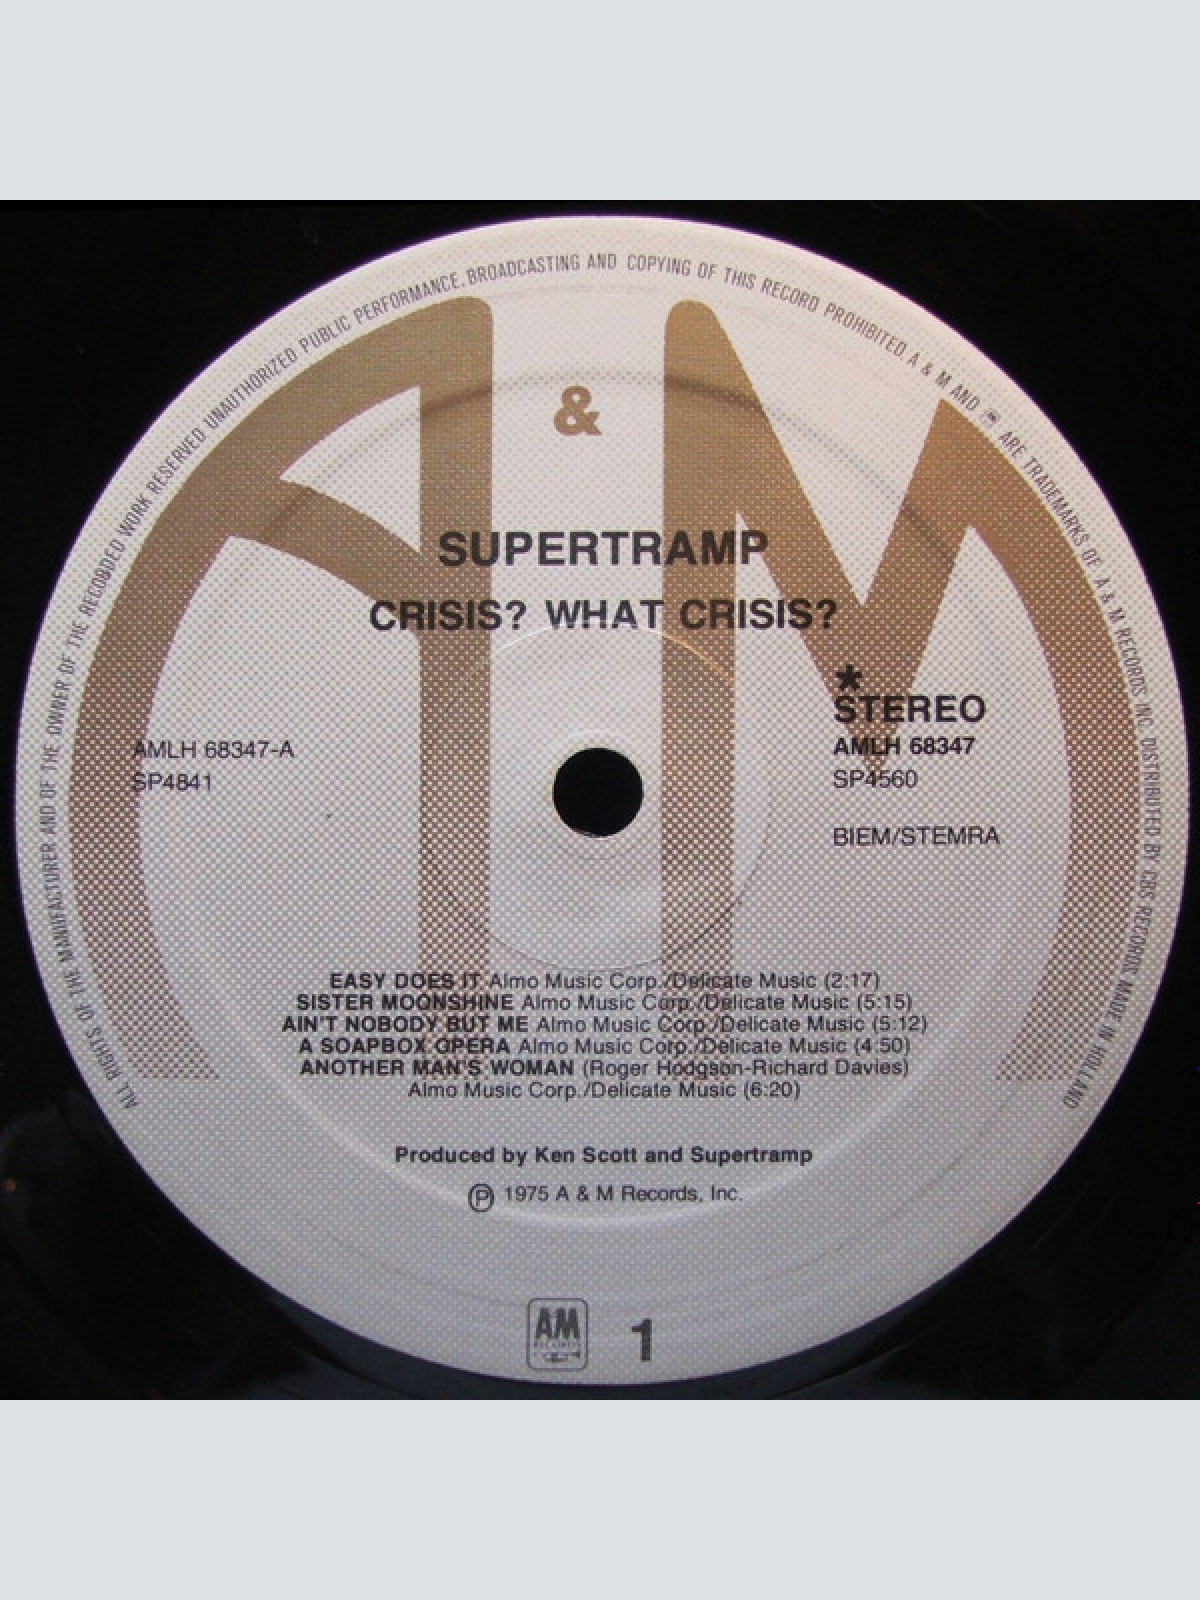 ALL RIGHTS OF THE MANUFACTURER AND OF THE OWNER OF THE RECORDED WORK RESERVED UNAUTHORIZED PUBLIC PERFORMANCE. BROADCASTING AND COPYING OF THIS RECORD PROHIBITED A & M AND ARE TRADEMARKS OF A & M RECORDS INC. DISTRIBUTED BY CBS RECORDS MADE IN HOLLAND
A & M
SUPERTRAMP
CRISIS? WHAT CRISIS?
*
STEREO
AMLH 68347-A
SP4841
AMLH 68347
SP4560
BIEM/STEMRA
EASY DOES IT Almo Music Corp./Delicate Music (2:17)
SISTER MOONSHINE Almo Music Corp./Delicate Music (5:15)
AIN'T NOBODY BUT ME Almo Music Corp./Delicate Music (5:12)
A SOAPBOX OPERA Almo Music Corp./Delicate Music (4:50)
ANOTHER MAN'S WOMAN (Roger Hodgson-Richard Davies)
Almo Music Corp./Delicate Music (6:20)
Produced by Ken Scott and Supertramp
℗ 1975 A & M Records, Inc.
AM
RECORDS
1